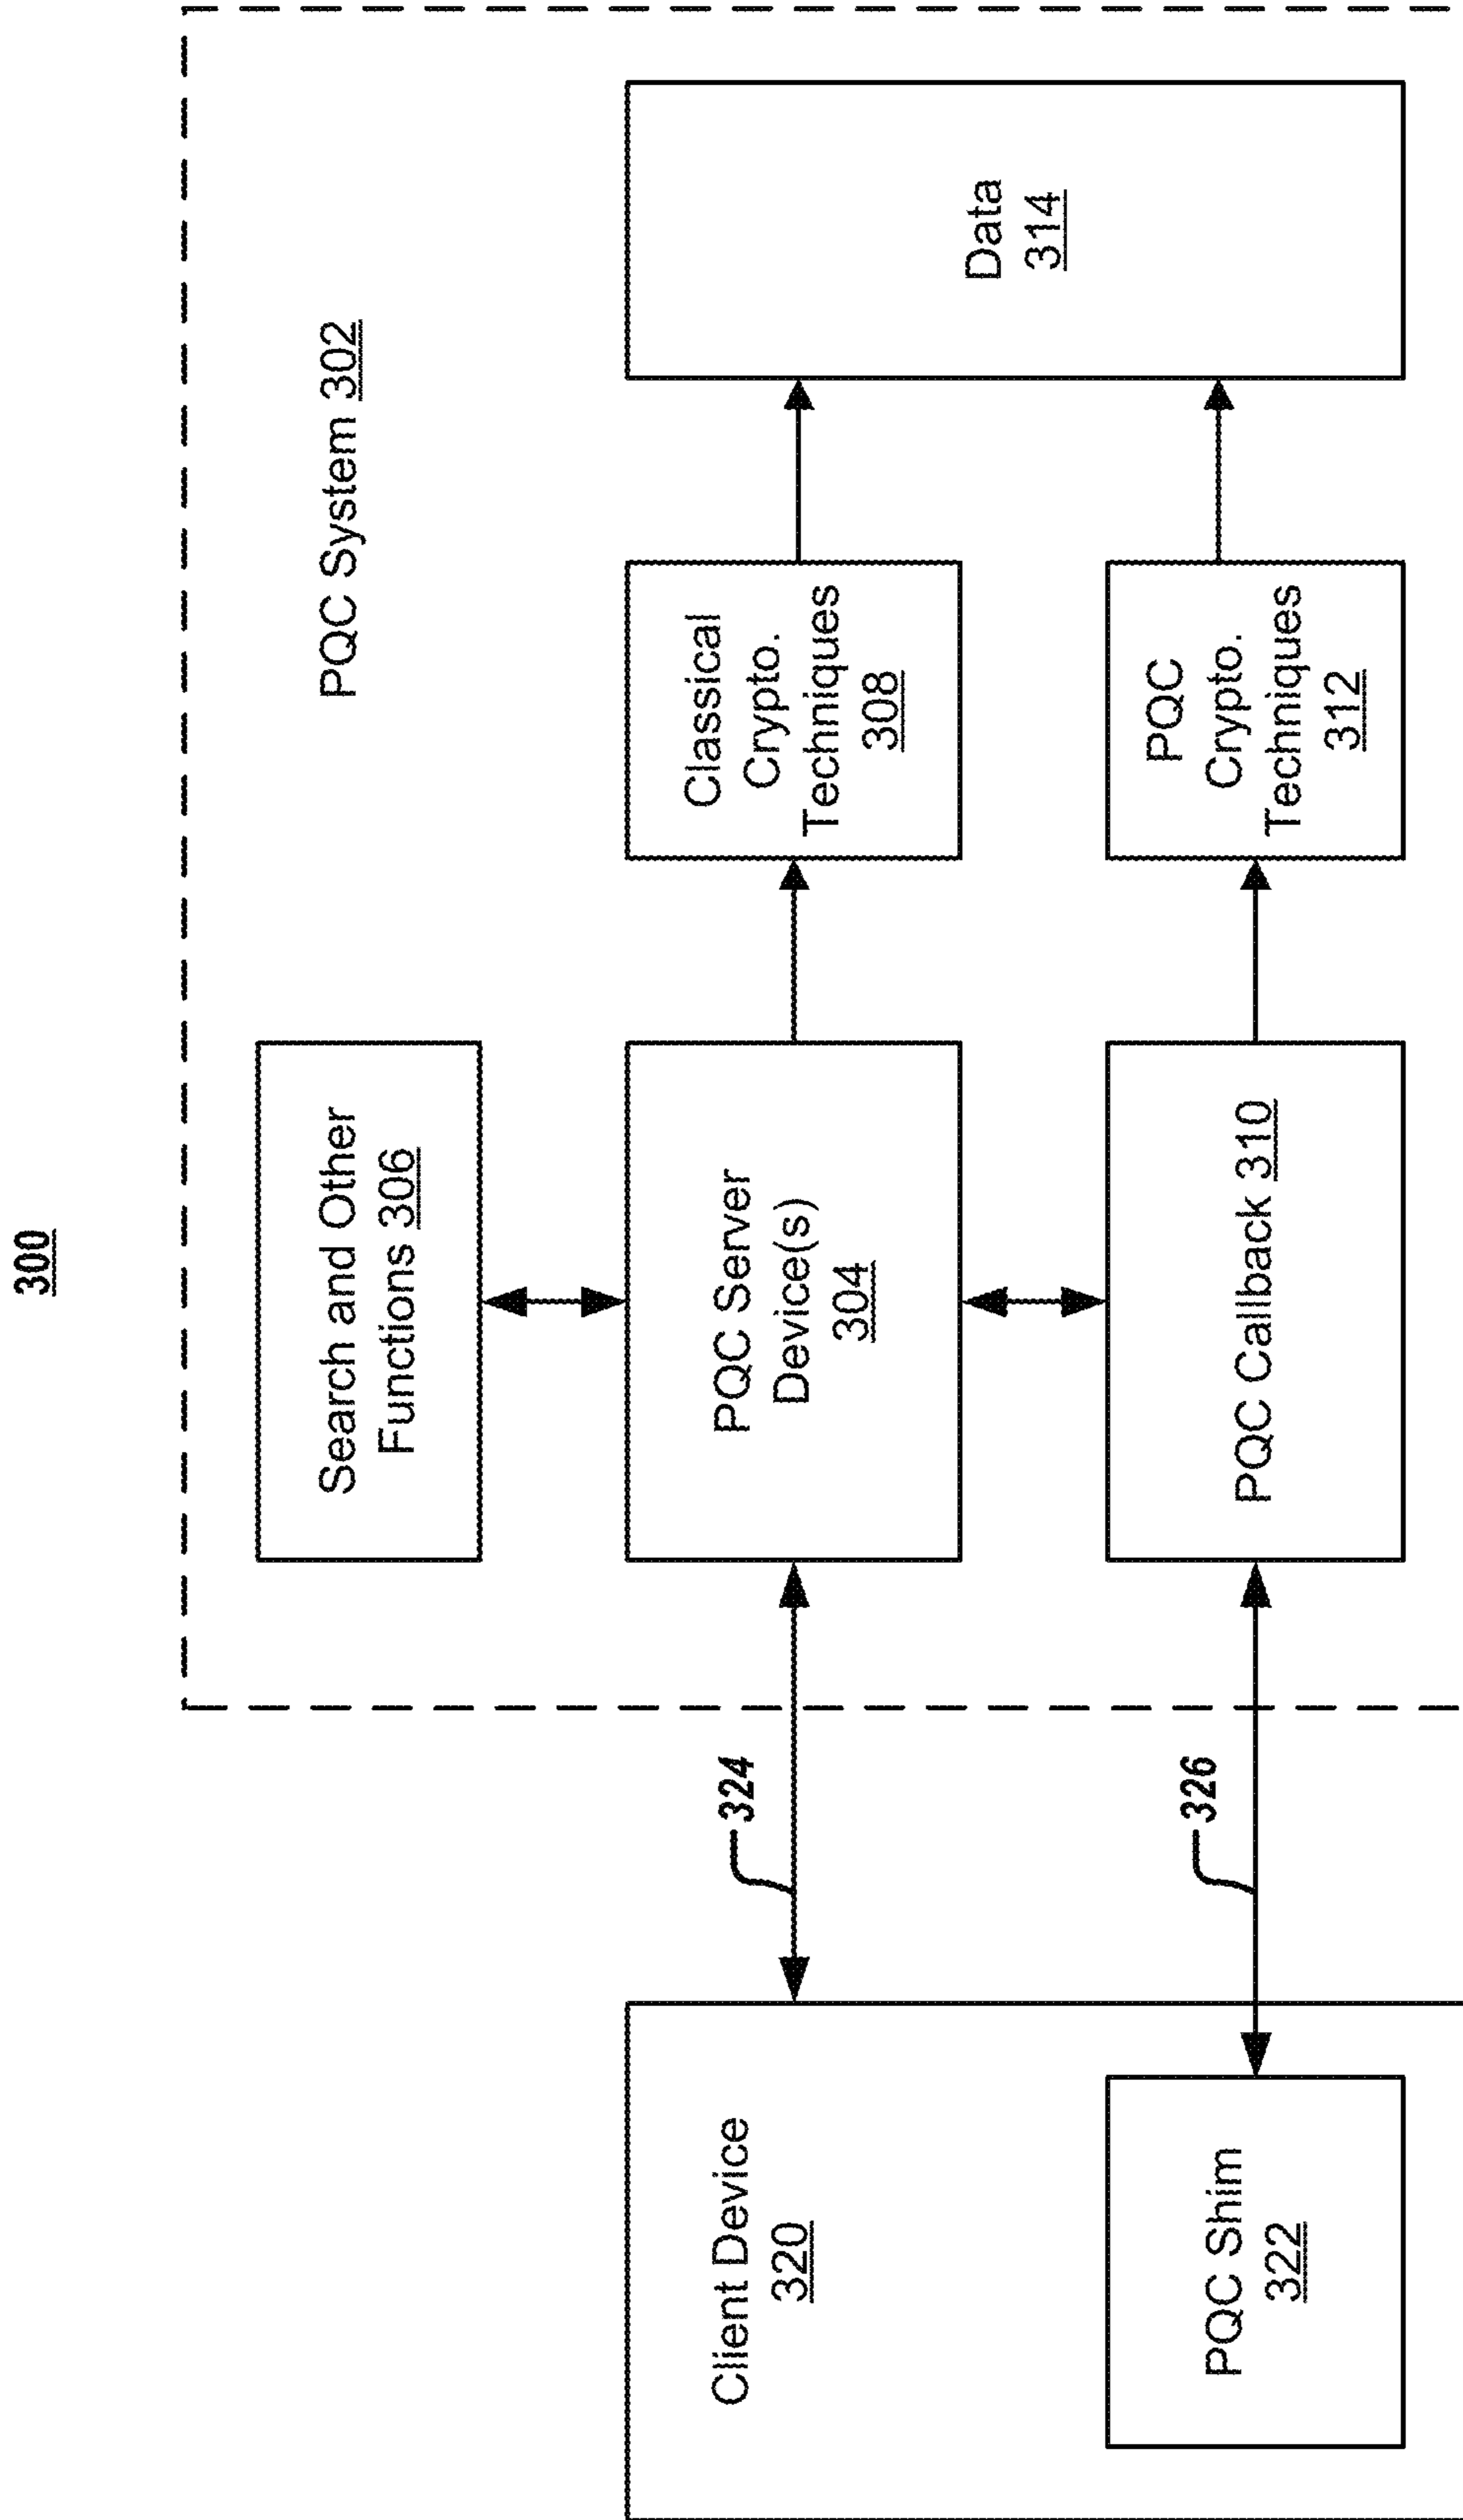 300
PQC System 302
Search and Other
Functions 306
Client Device
320
324
PQC Server
Device(s)
304
Classical
Crypto.
Techniques
308
Data
314
PQC Shim
322
326
PQC Callback 310
PQC
Crypto.
Techniques
312